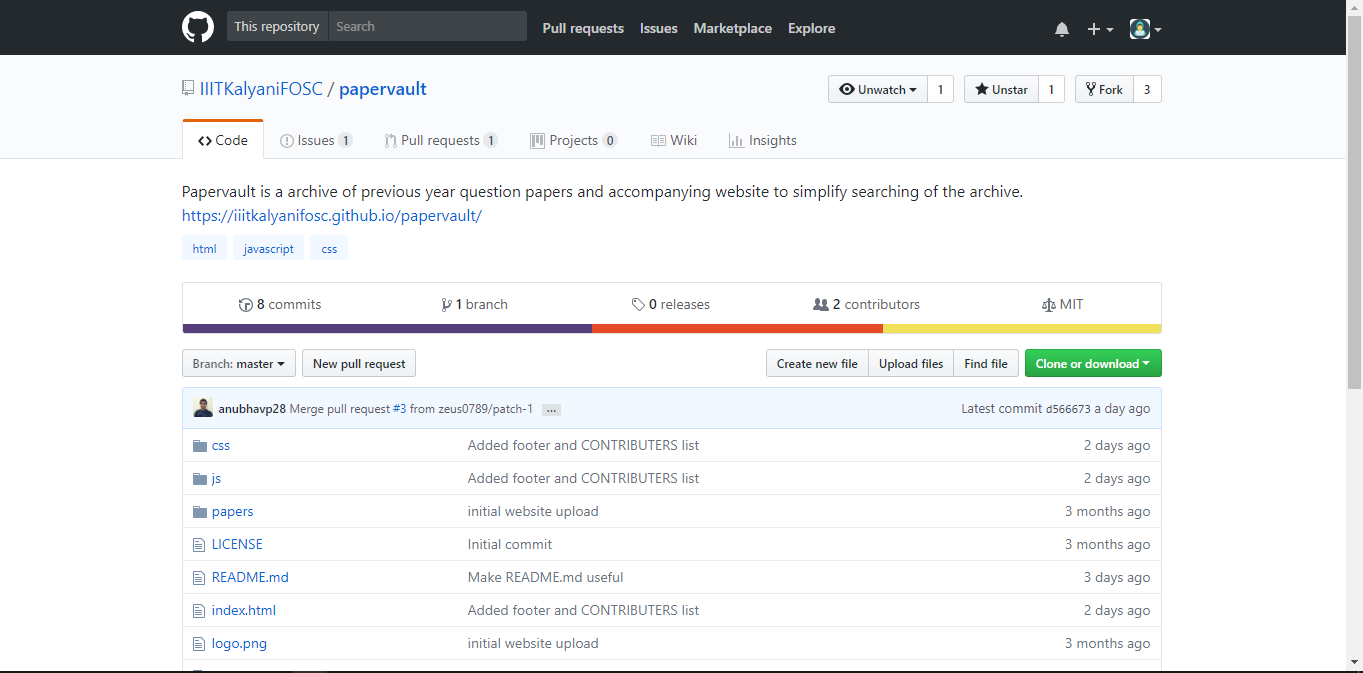 This repository Search Pull requests Issues Marketplace Explore
IIITKalyaniFOSC / papervault Unwatch 1 Unstar 1 Fork 3
Code Issues 1 Pull requests 1 Projects 0 Wiki Insights
Papervault is a archive of previous year question papers and accompanying website to simplify searching of the archive.
https://iiitkalyanifosc.github.io/papervault/
html javascript css
8 commits 1 branch 0 releases 2 contributors MIT
Branch: master New pull request Create new file Upload files Find file Clone or download
anubhavp28 Merge pull request #3 from zeus0789/patch-1 ... Latest commit d566673 a day ago
css Added footer and CONTRIBUTERS list 2 days ago
js Added footer and CONTRIBUTERS list 2 days ago
papers initial website upload 3 months ago
LICENSE Initial commit 3 months ago
README.md Make README.md useful 3 days ago
index.html Added footer and CONTRIBUTERS list 2 days ago
logo.png initial website upload 3 months ago